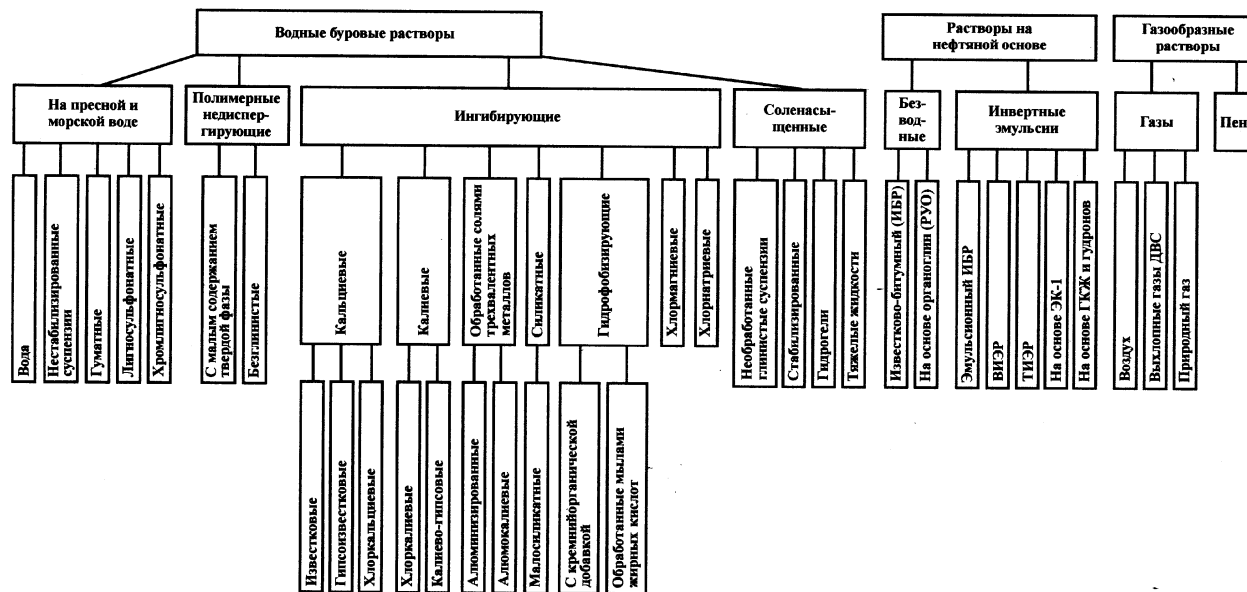 Водные буровые растворы
Растворы на
нефтяной основе
Газообразные
растворы
На пресной и
морской воде
Полимерные
недиспер-
гирующие
Ингибирующие
Соленасы-
щенные
Без-
вод-
ные
Инвертные
эмульсии
Газы
Пен
Вода
Нестабилизированные
суспензии
Гуматные
Лигносульфонатные
Хромлигносульфонатные
С малым содержанием
твердой фазы
Безглинистые
Кальциевые
Калиевые
Обработанные солями
трехвалентных
металлов
Силикатные
Гидрофобизирующие
Хлормагниевые
Хлорнатриевые
Необработанные
глинистые суспензии
Стабилизированные
Гидрогели
Тяжелые жидкости
Известково-битумный (ИБР)
На основе органоглин (РУО)
Эмульсионный ИБР
ВИЭР
ТИЭР
На основе ЭК-1
На основе ГКЖ и гудронов
Воздух
Выхлопные газы ДВС
Природный газ
Известковые
Гипсоизвестковые
Хлоркальциевые
Хлоркалиевые
Калиево-гипсовые
Алюминизированные
Алюмокалиевые
Малосиликатные
С кремнийорганической
добавкой
Обработанные мылами
жирных кислот